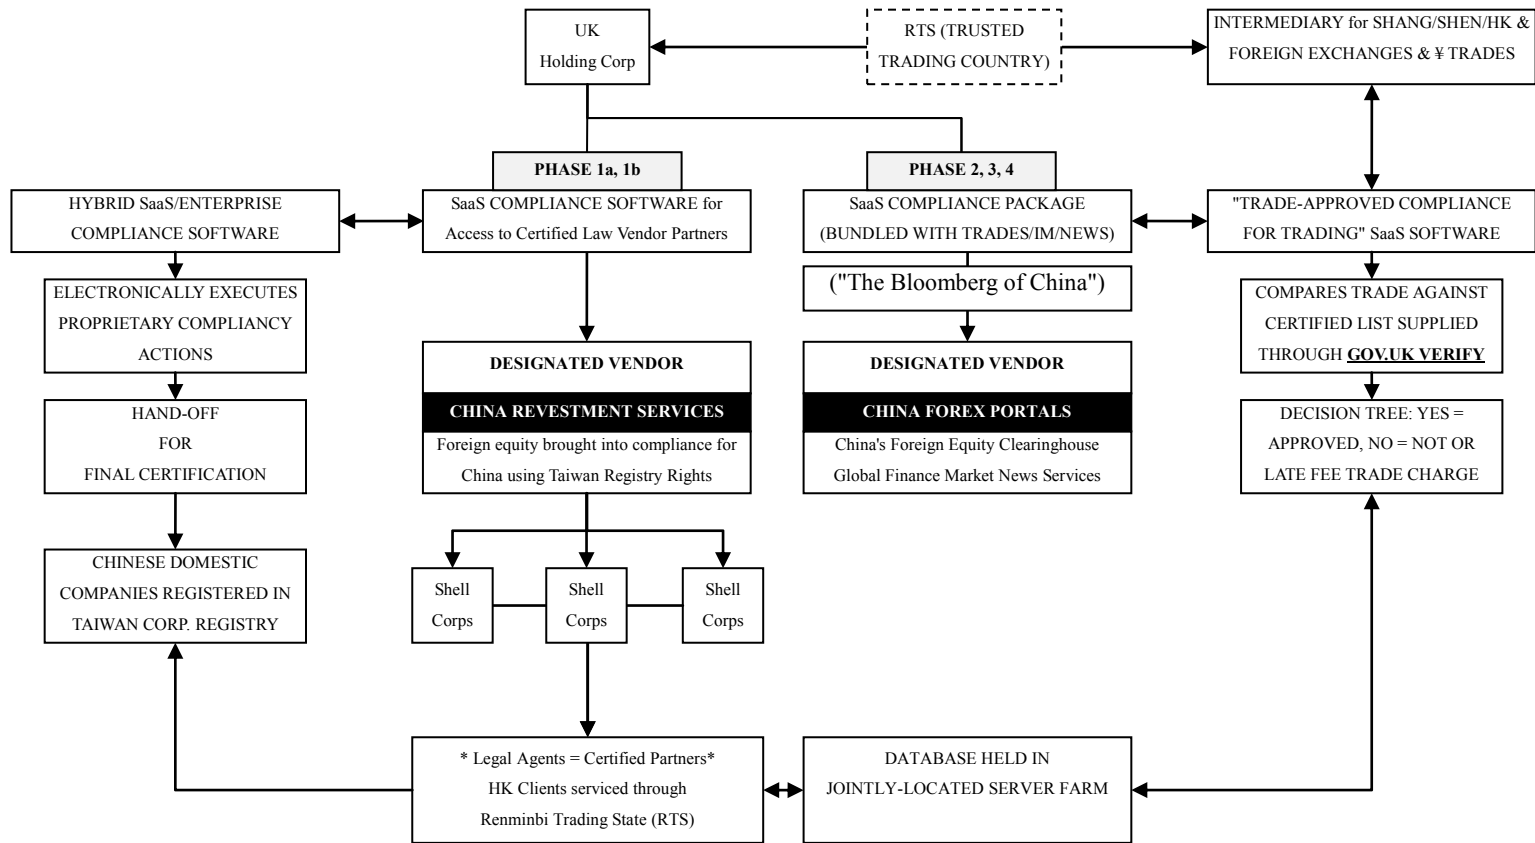 UK
Holding Corp
RTS (TRUSTED
TRADING COUNTRY)
INTERMEDIARY for SHANG/SHEN/HK &
FOREIGN EXCHANGES & ¥ TRADES
PHASE 1a, 1b
PHASE 2, 3, 4
HYBRID SaaS/ENTERPRISE
COMPLIANCE SOFTWARE
SaaS COMPLIANCE SOFTWARE for
Access to Certified Law Vendor Partners
SaaS COMPLIANCE PACKAGE
(BUNDLED WITH TRADES/IM/NEWS)
"TRADE-APPROVED COMPLIANCE
FOR TRADING" SaaS SOFTWARE
("The Bloomberg of China")
ELECTRONICALLY EXECUTES
PROPRIETARY COMPLIANCY
ACTIONS
COMPARES TRADE AGAINST
CERTIFIED LIST SUPPLIED
THROUGH GOV.UK VERIFY
DESIGNATED VENDOR
CHINA REVESTMENT SERVICES
Foreign equity brought into compliance for
China using Taiwan Registry Rights
DESIGNATED VENDOR
CHINA FOREX PORTALS
China's Foreign Equity Clearinghouse
Global Finance Market News Services
HAND-OFF
FOR
FINAL CERTIFICATION
DECISION TREE: YES =
APPROVED, NO = NOT OR
LATE FEE TRADE CHARGE
CHINESE DOMESTIC
COMPANIES REGISTERED IN
TAIWAN CORP. REGISTRY
Shell
Corps
Shell
Corps
Shell
Corps
* Legal Agents = Certified Partners*
HK Clients serviced through
Renminbi Trading State (RTS)
DATABASE HELD IN
JOINTLY-LOCATED SERVER FARM